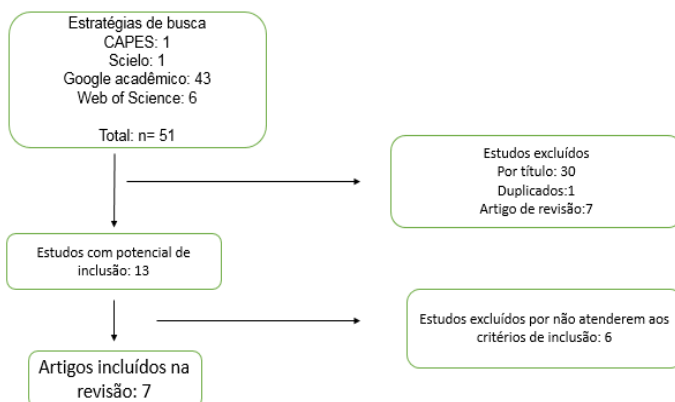 Estratégias de busca
CAPES: 1
Scielo: 1
Google acadêmico: 43
Web of Science: 6
Total: n= 51
Estudos excluídos
Por título: 30
Duplicados:1
Artigo de revisão:7
Estudos com potencial de
inclusão: 13
Estudos excluídos por não atenderem aos
critérios de inclusão: 6
Artigos incluídos na
revisão: 7